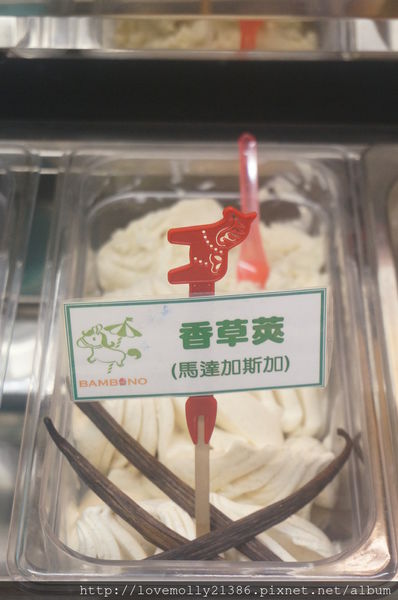 香草莢
(馬達加斯加)
BAMBINO
http://lovemolly21386.pixnet.net/album